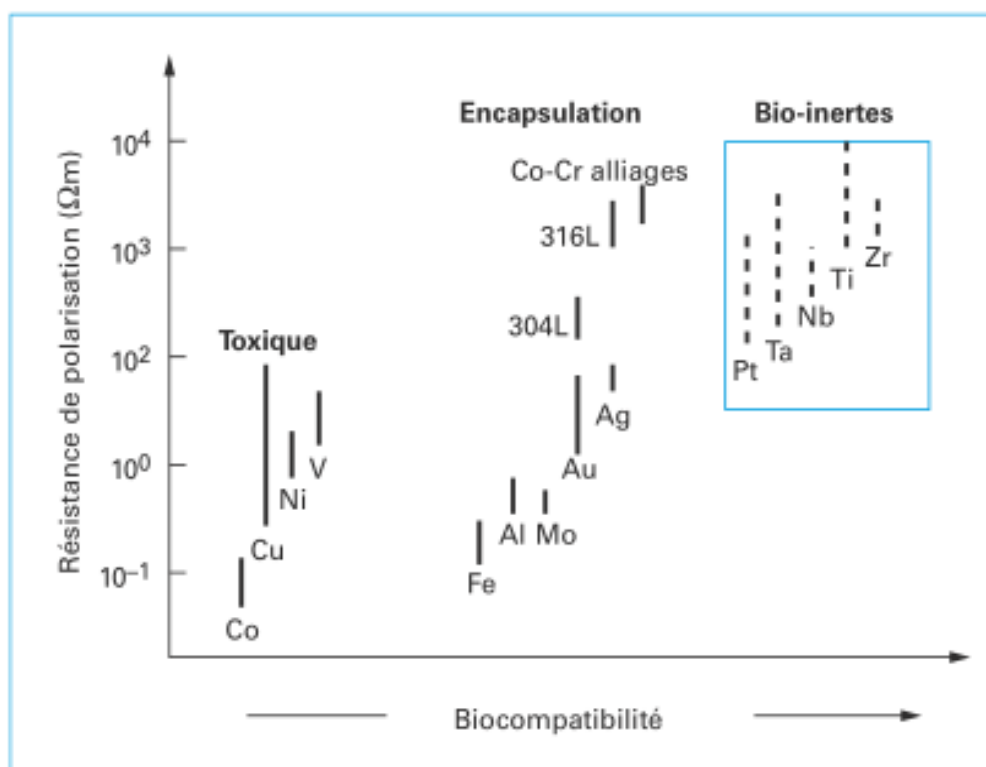 Résistance de polarisation (Ωm)
10⁴
10³
10²
10⁰
10⁻¹
Toxique
Co
Cu
Ni
V
Encapsulation
Co-Cr alliages
316L
304L
Ag
Au
Al
Mo
Fe
Bio-inertes
Pt
Ta
Nb
Ti
Zr
Biocompatibilité